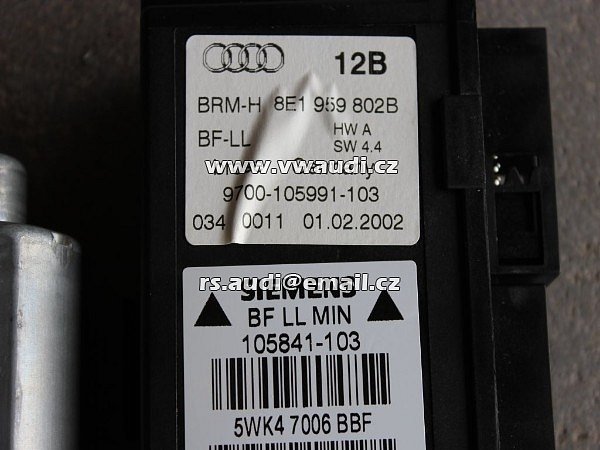 12B
BRM-H 8E1 959 802B
BF-LL HW A
SW 4.4
www.vwaudi.cz
9700-105991-103
034 0011 01.02.2002
rs.audi@email.cz
SIEMENS
BF LL MIN
105841-103
5WK4 7006 BBF